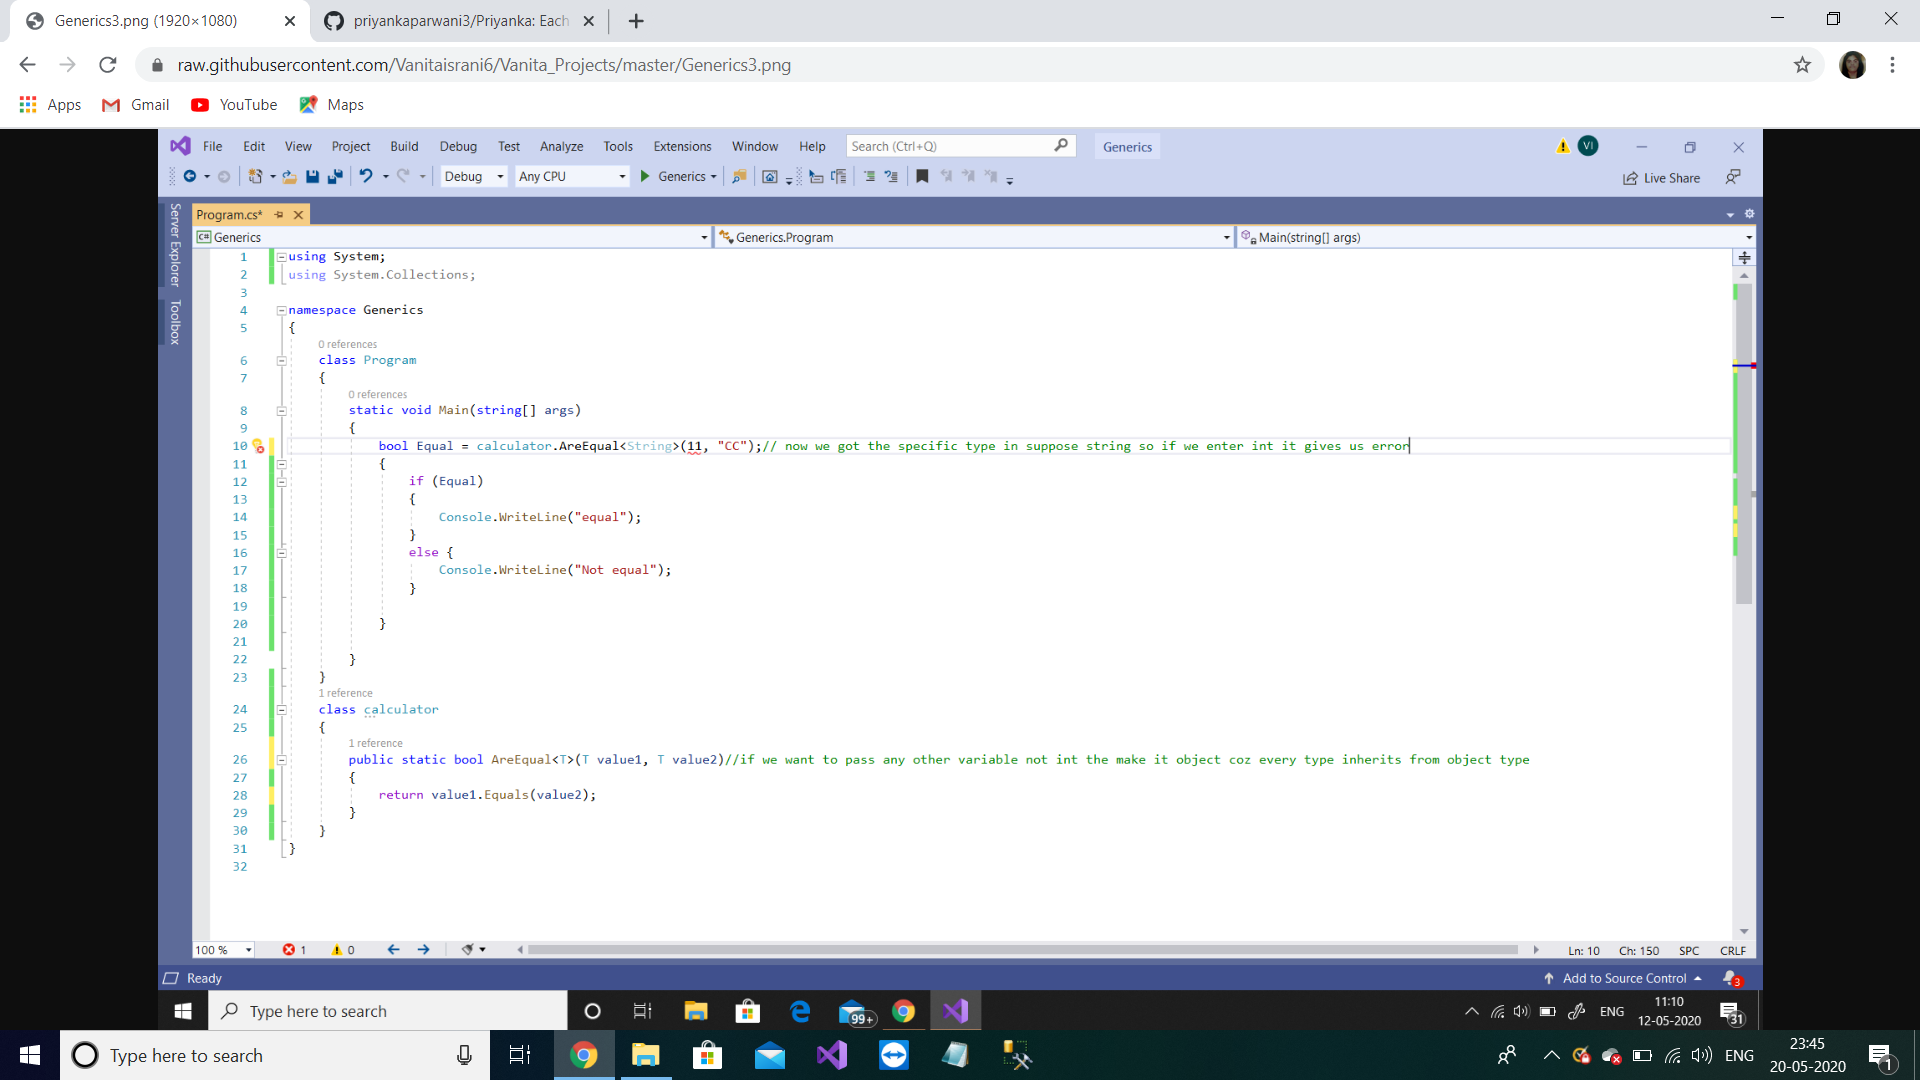 Generics3.png (1920×1080)
priyankaparwani3/Priyanka: Each
raw.githubusercontent.com/Vanitaisrani6/Vanita_Projects/master/Generics3.png
Apps Gmail YouTube Maps
File Edit View Project Build Debug Test Analyze Tools Extensions Window Help Search (Ctrl+Q) Generics VI
Debug Any CPU Generics Live Share
Server Explorer
Toolbox
Program.cs*
C# Generics Generics.Program Main(string[] args)
1 using System;
2 using System.Collections;
3
4 namespace Generics
5 {
0 references
6 class Program
7 {
0 references
8 static void Main(string[] args)
9 {
10 bool Equal = calculator.AreEqual<String>(11, "CC");// now we got the specific type in suppose string so if we enter int it gives us error
11 {
12 if (Equal)
13 {
14 Console.WriteLine("equal");
15 }
16 else {
17 Console.WriteLine("Not equal");
18 }
19
20 }
21
22 }
23 }
1 reference
24 class calculator
25 {
1 reference
26 public static bool AreEqual<T>(T value1, T value2)//if we want to pass any other variable not int the make it object coz every type inherits from object type
27 {
28 return value1.Equals(value2);
29 }
30 }
31 }
32
100 % 1 0 Ln: 10 Ch: 150 SPC CRLF
Ready Add to Source Control 3
Type here to search 99+ ENG 11:10
12-05-2020 31
Type here to search ENG 23:45
20-05-2020 1